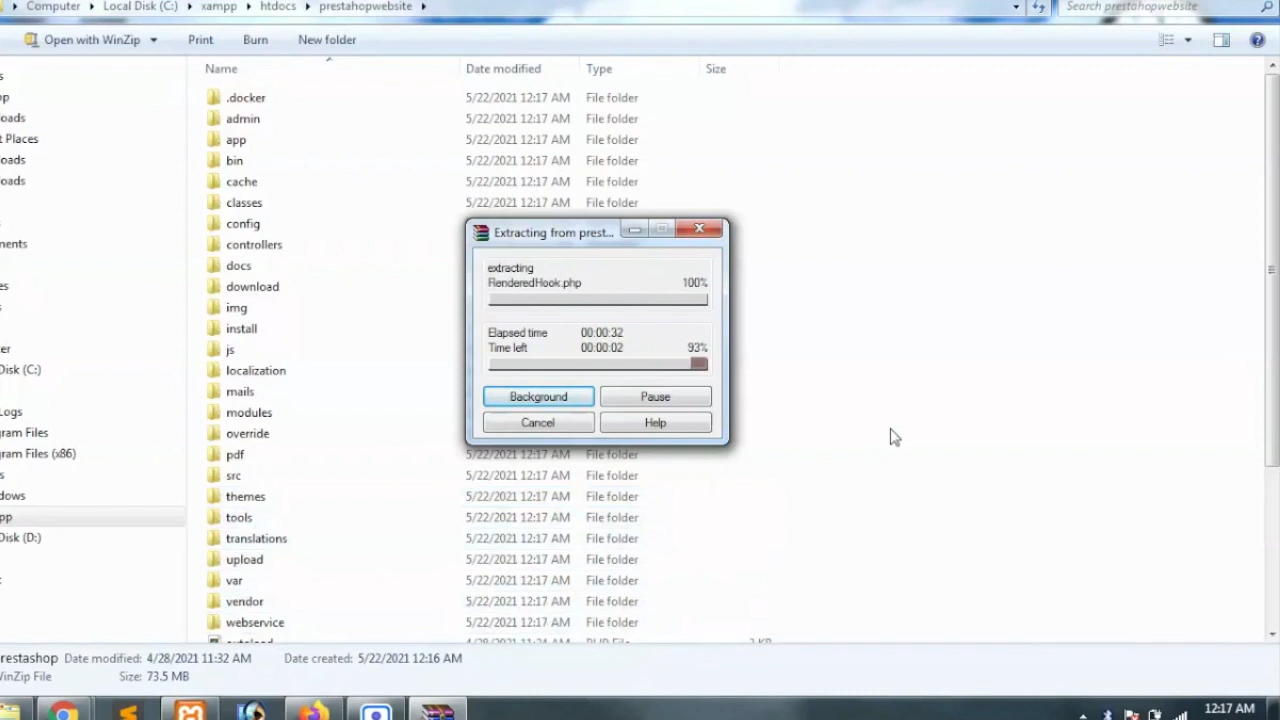 Computer Local Disk (C:) xampp htdocs prestahopwebsite Search prestahopwebsite
Open with WinZip Print Burn New folder
Name Date modified Type Size
.docker 5/22/2021 12:17 AM File folder
admin 5/22/2021 12:17 AM File folder
app 5/22/2021 12:17 AM File folder
bin 5/22/2021 12:17 AM File folder
cache 5/22/2021 12:17 AM File folder
classes 5/22/2021 12:17 AM File folder
config
controllers
docs
download
img
install
js
localization
mails
modules
override
pdf 5/22/2021 12:17 AM File folder
src 5/22/2021 12:17 AM File folder
themes 5/22/2021 12:17 AM File folder
tools 5/22/2021 12:17 AM File folder
translations 5/22/2021 12:17 AM File folder
upload 5/22/2021 12:17 AM File folder
var 5/22/2021 12:17 AM File folder
vendor 5/22/2021 12:17 AM File folder
webservice 5/22/2021 12:17 AM File folder
oads
t Places
oads
oads
ments
Disk (C:)
Logs
gram Files
gram Files (x86)
dows
pp
Disk (D:)
Extracting from prest...
extracting
RenderedHook.php 100%
Elapsed time 00:00:32
Time left 00:00:02 93%
Background Pause
Cancel Help
restashop Date modified: 4/28/2021 11:32 AM Date created: 5/22/2021 12:16 AM
WinZip File Size: 73.5 MB
12:17 AM